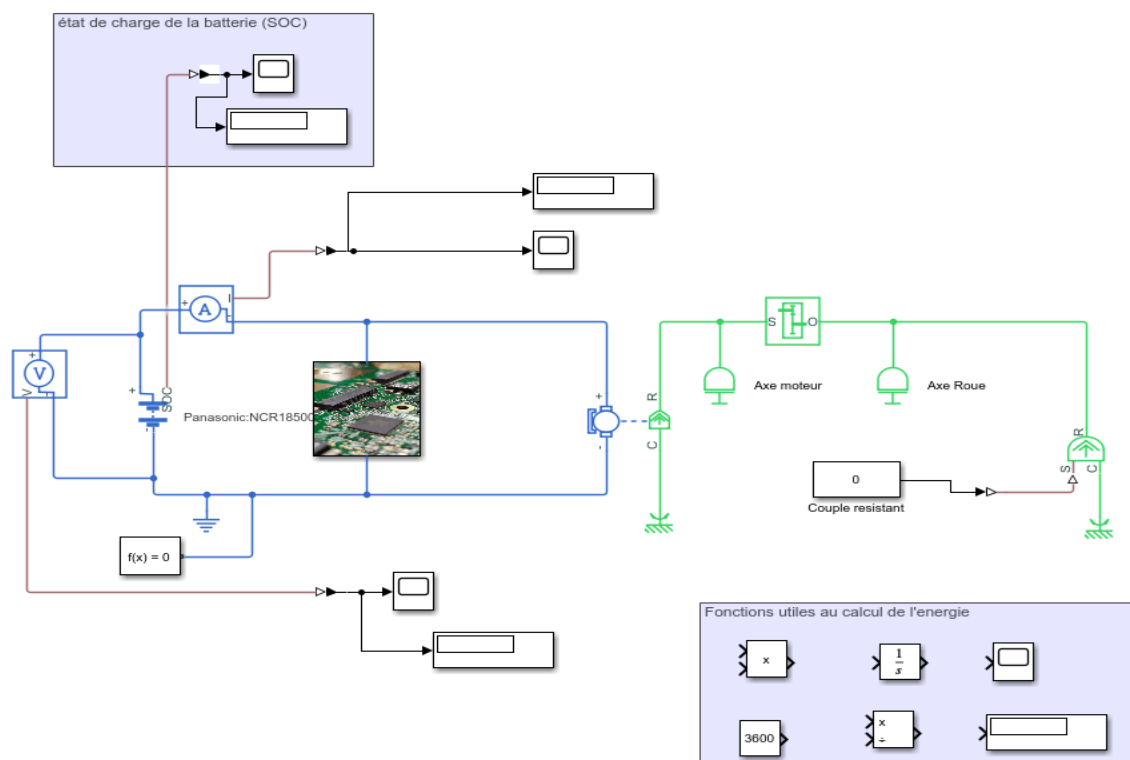 état de charge de la batterie (SOC)
+
A
I
-
+
V
V
-
+
SOC
-
Panasonic:NCR18500
+
-
R
C
S
O
Axe moteur
Axe Roue
R
S
C
0
Couple resistant
f(x) = 0
Fonctions utiles au calcul de l'energie
x
1
s
3600
x
÷